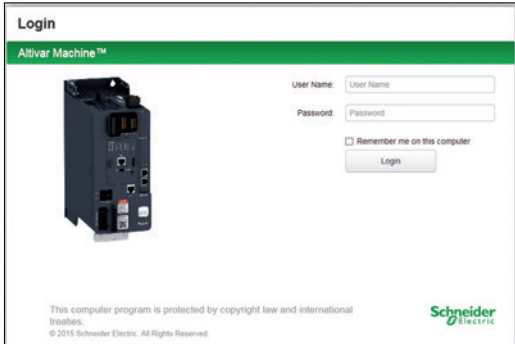 Login
Altivar Machine™
User Name: User Name
Password: Password
Remember me on this computer
Login
This computer program is protected by copyright law and international
treaties.
© 2015 Schneider Electric. All Rights Reserved.
Schneider
Electric